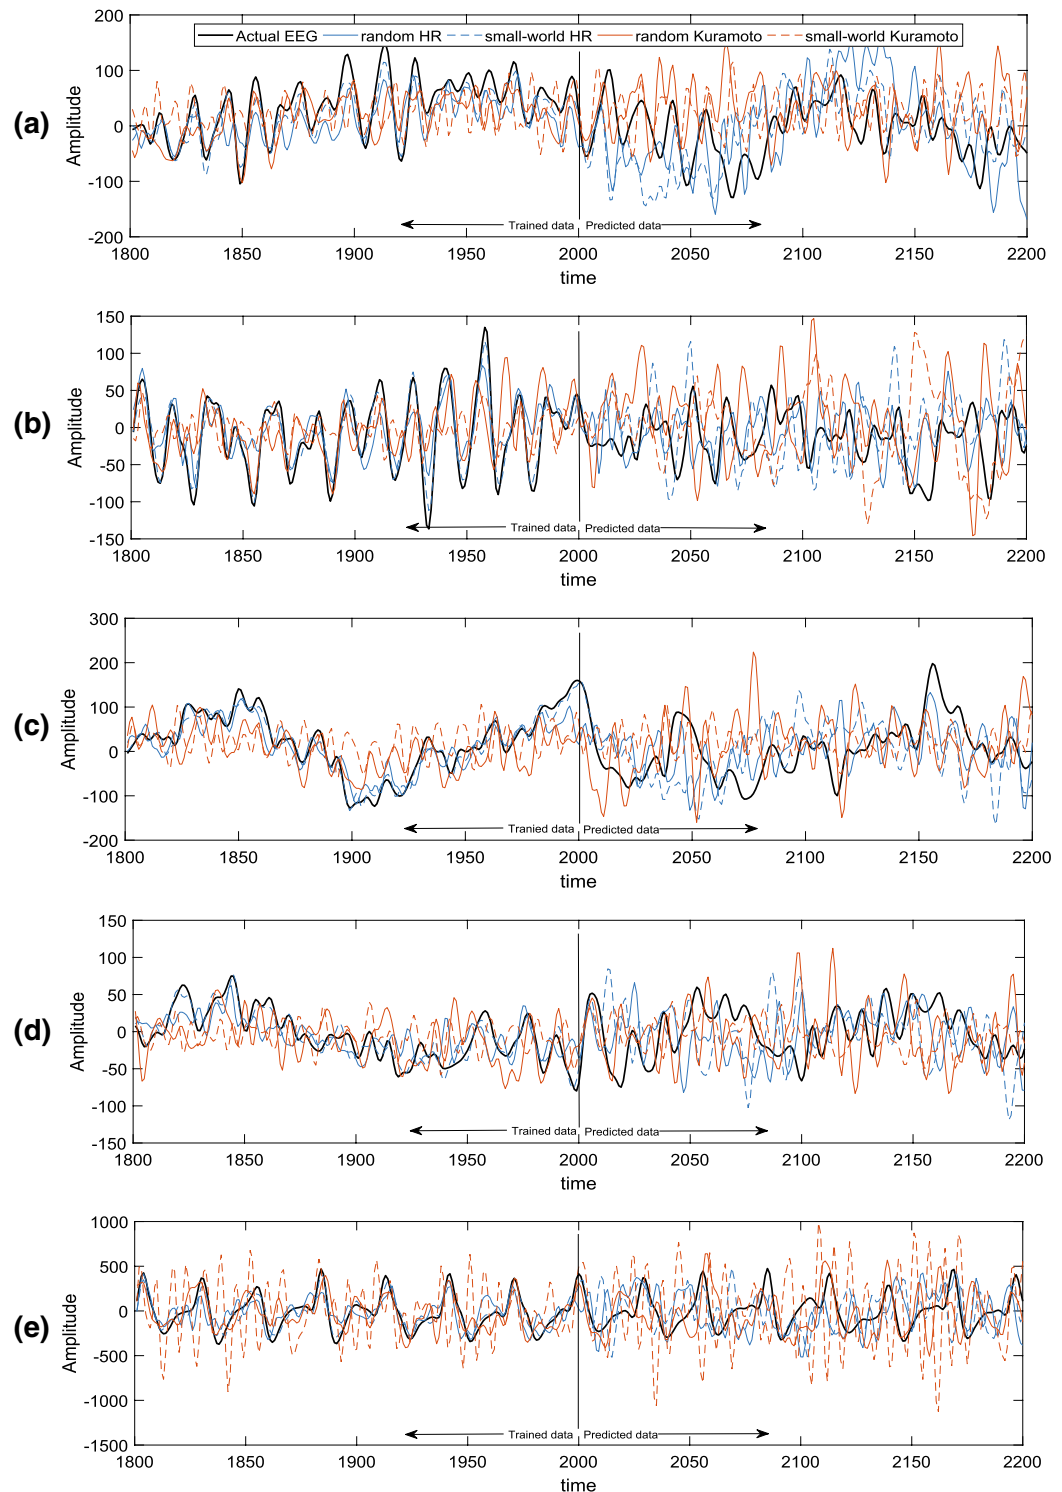 200
Actual EEG random HR small-world HR random Kuramoto small-world Kuramoto
100
(a)
Amplitude
0
-100
Trained data Predicted data
-200
1800 1850 1900 1950 2000 2050 2100 2150 2200
time
150
100
50
(b)
Amplitude
0
-50
-100
Trained data Predicted data
-150
1800 1850 1900 1950 2000 2050 2100 2150 2200
time
300
200
100
(c)
Amplitude
0
-100
Tranied data Predicted data
-200
1800 1850 1900 1950 2000 2050 2100 2150 2200
time
150
100
50
(d)
Amplitude
0
-50
-100
Trained data Predicted data
-150
1800 1850 1900 1950 2000 2050 2100 2150 2200
time
1000
500
(e)
Amplitude
0
-500
-1000
Trained data Predicted data
-1500
1800 1850 1900 1950 2000 2050 2100 2150 2200
time